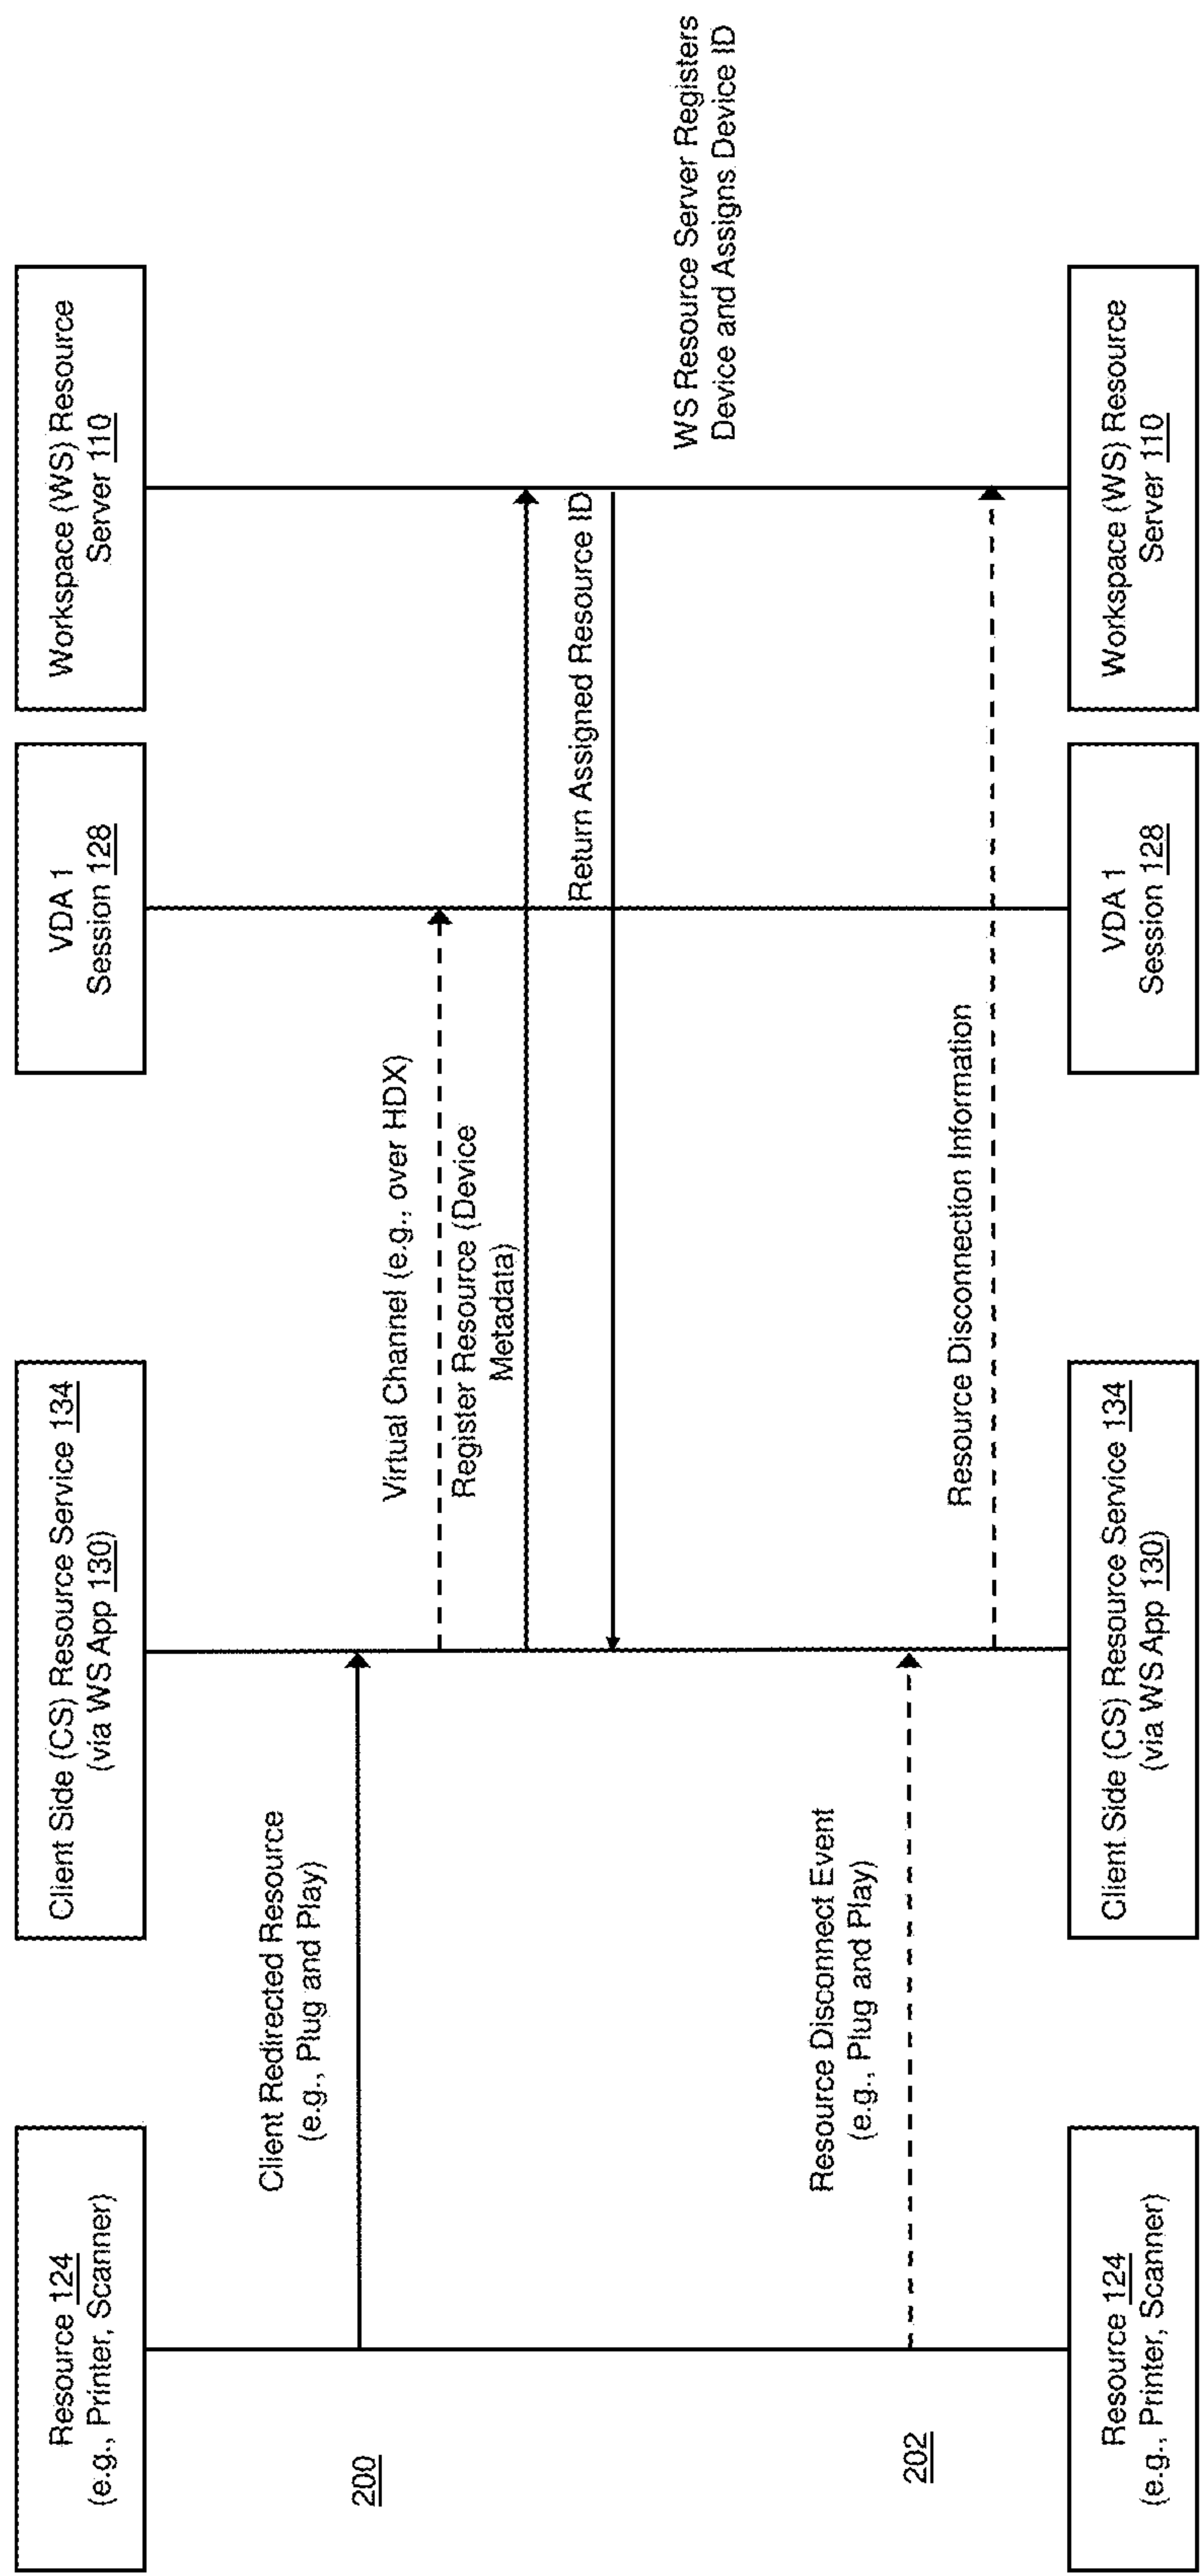 Resource 124
(e.g., Printer, Scanner)
Client Side (CS) Resource Service 134
(via WS App 130)
VDA 1
Session 128
Workspace (WS) Resource
Server 110
200
Client Redirected Resource
(e.g., Plug and Play)
Virtual Channel (e.g., over HDX)
Register Resource (Device
Metadata)
Return Assigned Resource ID
WS Resource Server Registers
Device and Assigns Device ID
202
Resource Disconnect Event
(e.g., Plug and Play)
Resource Disconnection Information
Resource 124
(e.g., Printer, Scanner)
Client Side (CS) Resource Service 134
(via WS App 130)
VDA 1
Session 128
Workspace (WS) Resource
Server 110